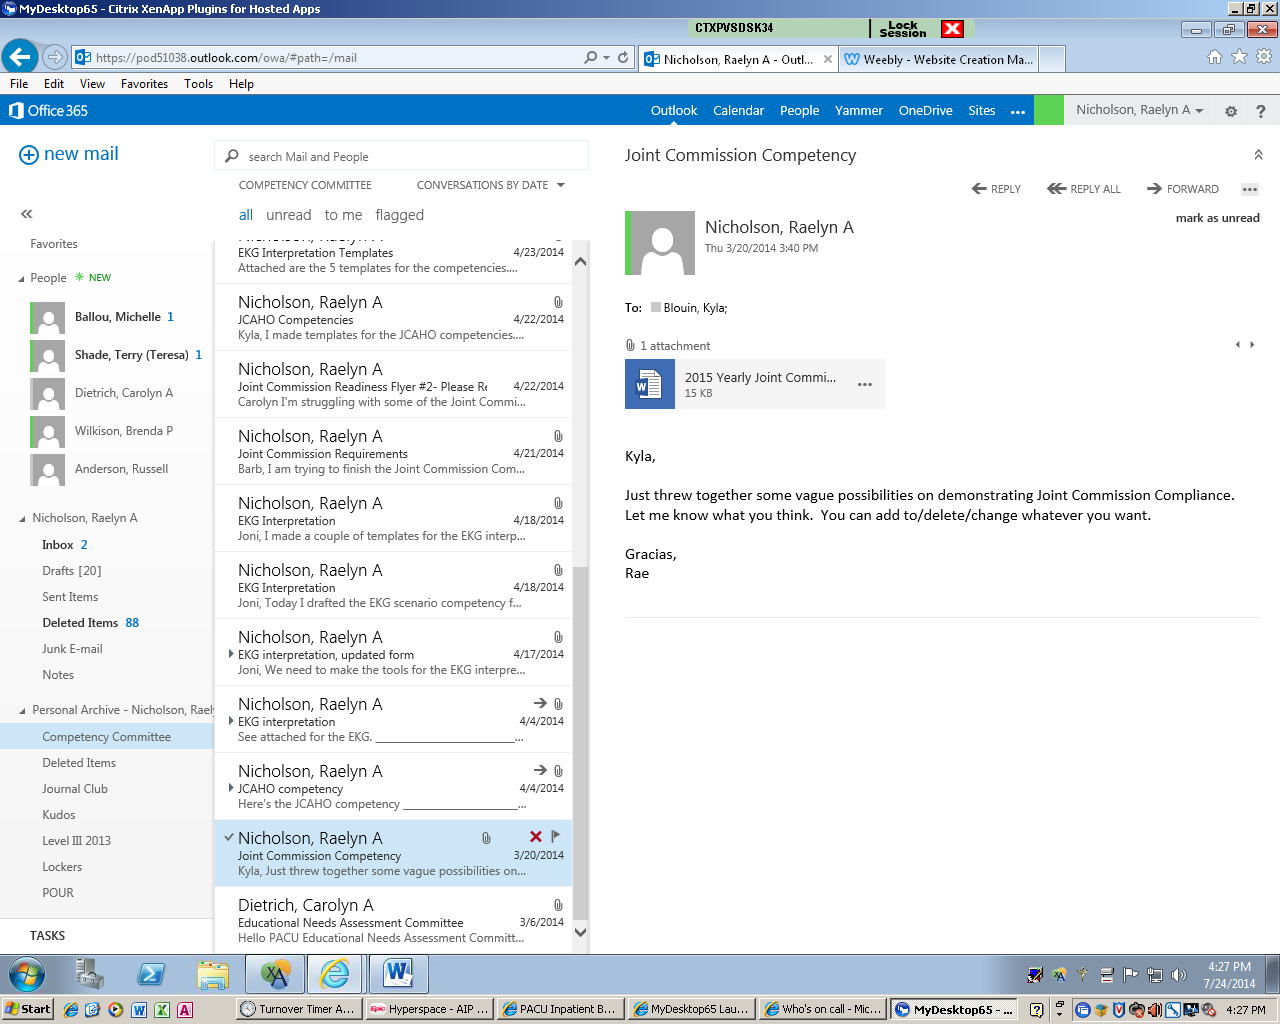 MyDesktop65 - Citrix XenApp Plugins for Hosted Apps
CTXPVSDSK34
Lock Session
https://pod51038.outlook.com/owa/#path=/mail
Nicholson, Raelyn A - Outl...
Weebly - Website Creation Ma...
File Edit View Favorites Tools Help
Office 365
Outlook Calendar People Yammer OneDrive Sites ...
Nicholson, Raelyn A
?
new mail
search Mail and People
COMPETENCY COMMITTEE
CONVERSATIONS BY DATE
all unread to me flagged
Favorites
People NEW
Ballou, Michelle 1
Shade, Terry (Teresa) 1
Dietrich, Carolyn A
Wilkison, Brenda P
Anderson, Russell
Nicholson, Raelyn A
Inbox 2
Drafts [20]
Sent Items
Deleted Items 88
Junk E-mail
Notes
Personal Archive - Nicholson, Rael
Competency Committee
Deleted Items
Journal Club
Kudos
Level III 2013
Lockers
POUR
TASKS
EKG Interpretation Templates 4/23/2014
Attached are the 5 templates for the competencies....
Nicholson, Raelyn A
JCAHO Competencies 4/22/2014
Kyla, I made templates for the JCAHO competencies....
Nicholson, Raelyn A
Joint Commission Readiness Flyer #2- Please Re 4/22/2014
Carolyn I'm struggling with some of the Joint Commi...
Nicholson, Raelyn A
Joint Commission Requirements 4/21/2014
Barb, I am trying to finish the Joint Commission Com...
Nicholson, Raelyn A
EKG Interpretation 4/18/2014
Joni, I made a couple of templates for the EKG interp...
Nicholson, Raelyn A
EKG Interpretation 4/18/2014
Joni, Today I drafted the EKG scenario competency f...
Nicholson, Raelyn A
EKG interpretation, updated form 4/17/2014
Joni, We need to make the tools for the EKG interpre...
Nicholson, Raelyn A
EKG interpretation 4/4/2014
See attached for the EKG. ________________________...
Nicholson, Raelyn A
JCAHO competency 4/4/2014
Here's the JCAHO competency ___________________...
Nicholson, Raelyn A
Joint Commission Competency 3/20/2014
Kyla, Just threw together some vague possibilities on...
Dietrich, Carolyn A
Educational Needs Assessment Committee 3/6/2014
Hello PACU Educational Needs Assessment Committ...
Joint Commission Competency
REPLY REPLY ALL FORWARD ...
mark as unread
Nicholson, Raelyn A
Thu 3/20/2014 3:40 PM
To: Blouin, Kyla;
1 attachment
2015 Yearly Joint Commi...
15 KB
...
Kyla,
Just threw together some vague possibilities on demonstrating Joint Commission Compliance.
Let me know what you think. You can add to/delete/change whatever you want.
Gracias,
Rae
4:27 PM
7/24/2014
Start
Turnover Timer A...
Hyperspace - AIP ...
PACU Inpatient B...
MyDesktop65 Lau...
Who's on call - Mic...
MyDesktop65 - ...
4:27 PM